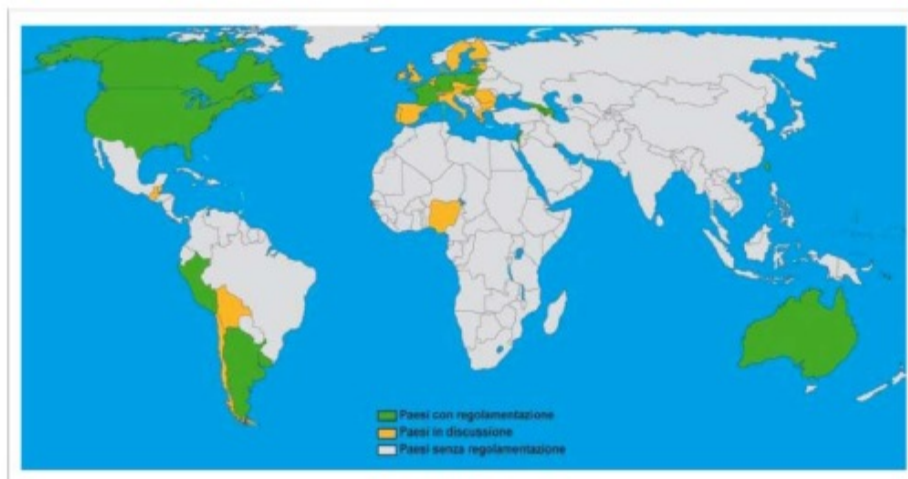 Paesi con regolamentazione
Paesi in discussione
Paesi senza regolamentazione